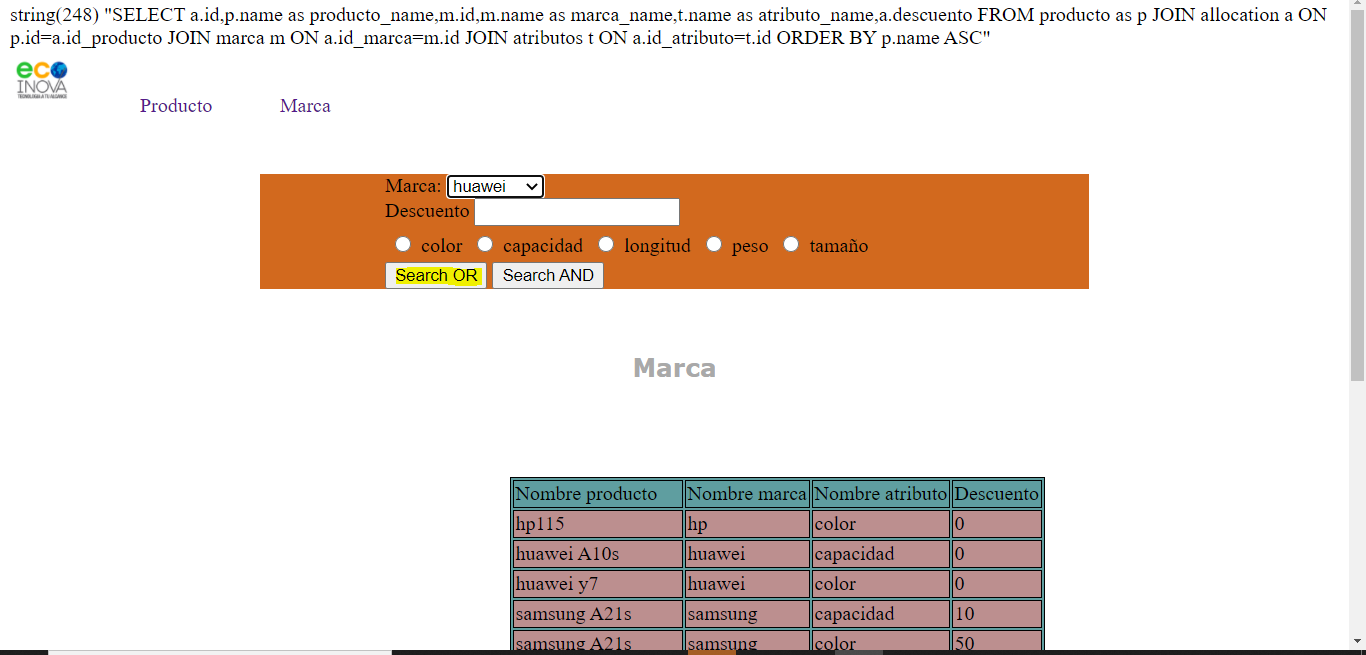 string(248) "SELECT a.id,p.name as producto_name,m.id,m.name as marca_name,t.name as atributo_name,a.descuento FROM producto as p JOIN allocation a ON
p.id=a.id_producto JOIN marca m ON a.id_marca=m.id JOIN atributos t ON a.id_atributo=t.id ORDER BY p.name ASC"
eco
INOVA
TECNOLOGIA A TU ALCANCE
Producto Marca
Marca: huawei
Descuento
color capacidad longitud peso tamaño
Search OR Search AND
Marca
Nombre producto Nombre marca Nombre atributo Descuento
hp115 hp color 0
huawei A10s huawei capacidad 0
huawei y7 huawei color 0
samsung A21s samsung capacidad 10
samsung A21s samsung color 50